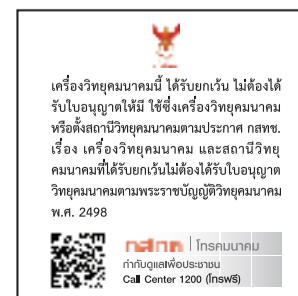 เครื่องวิทยุคมนาคมนี้ ได้รับยกเว้น ไม่ต้องได้
รับใบอนุญาตให้มี ใช้ซึ่งเครื่องวิทยุคมนาคม
หรือตั้งสถานีวิทยุคมนาคมตามประกาศ กสทช.
เรื่อง เครื่องวิทยุคมนาคม และสถานีวิทยุ
คมนาคมที่ได้รับยกเว้นไม่ต้องได้รับใบอนุญาต
วิทยุคมนาคมตามพระราชบัญญัติวิทยุคมนาคม
พ.ศ. 2498
กสทช. | โทรคมนาคม
กำกับดูแลเพื่อประชาชน
Call Center 1200 (โทรฟรี)